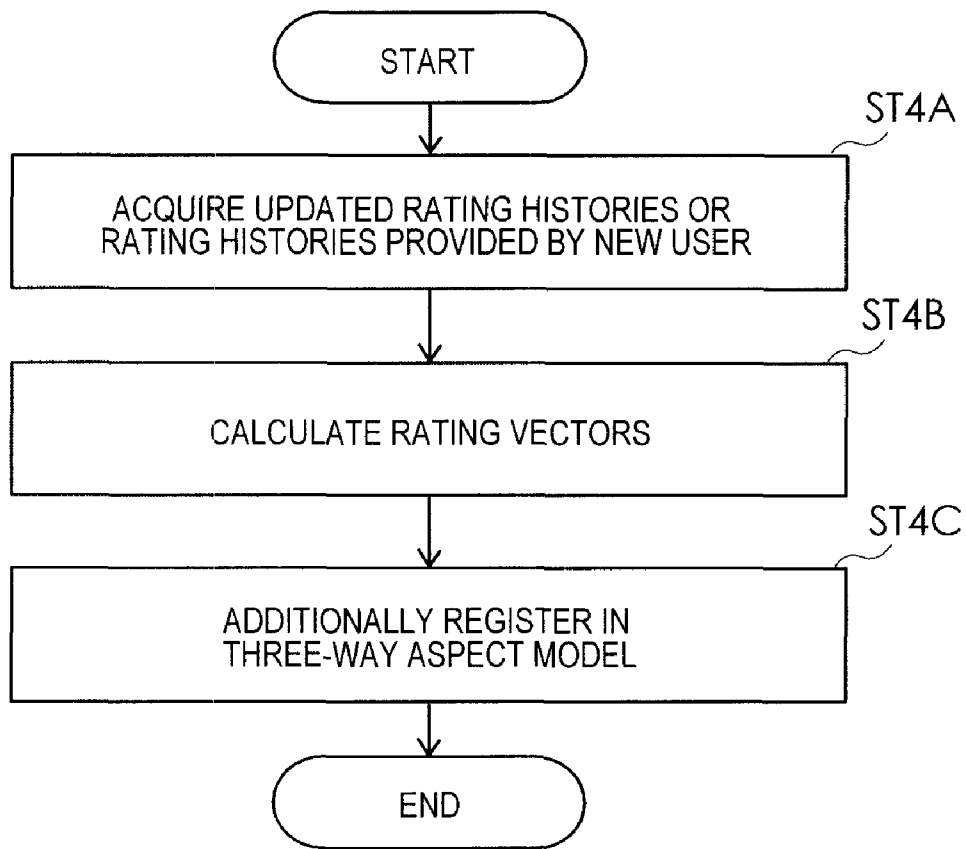 START
ST4A
ACQUIRE UPDATED RATING HISTORIES OR
RATING HISTORIES PROVIDED BY NEW USER
ST4B
CALCULATE RATING VECTORS
ST4C
ADDITIONALLY REGISTER IN
THREE-WAY ASPECT MODEL
END